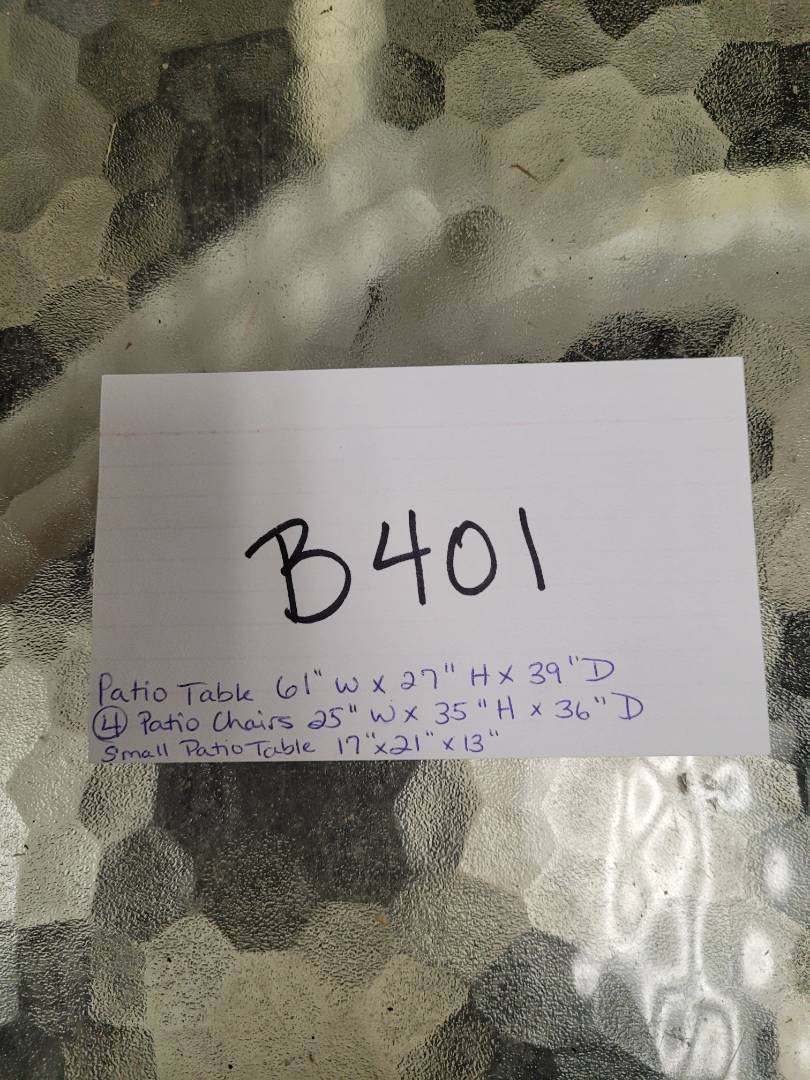 B401
Patio Table 61" W x 27" H x 39" D
④ Patio Chairs 25" W x 35" H x 36" D
Small Patio Table 17" x 21" x 13"